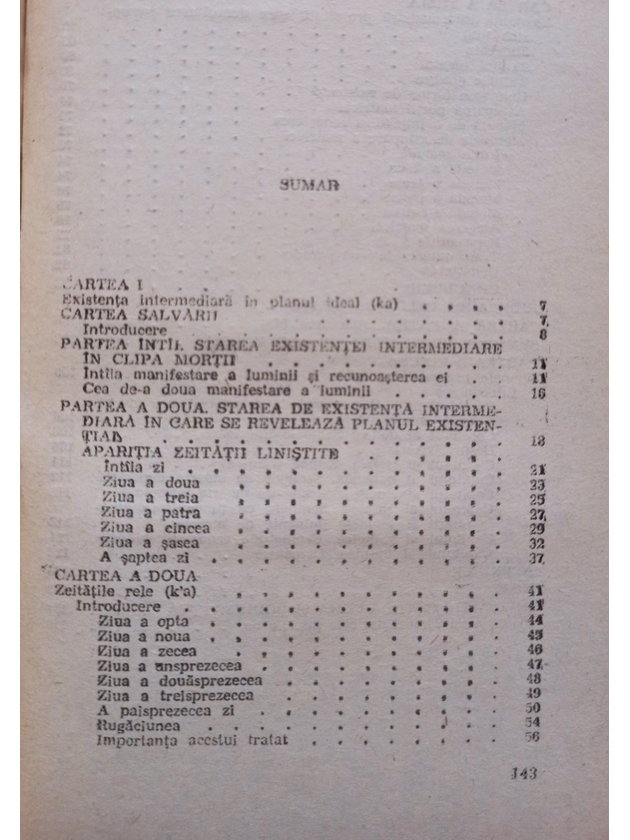 SUMAR
CARTEA I
Existența intermediară în planul ideal (ka) . . . . 7
CARTEA SALVĂRII . . . . . . . . . . . 7
Introducere . . . . . . . . . . . . . 8
PARTEA ÎNTÎI. STAREA EXISTENȚEI INTERMEDIARE
ÎN CLIPA MORȚII . . . . . . . . . . 11
Întîia manifestare a luminii și recunoașterea ei . . . 11
Cea de-a doua manifestare a luminii . . . . . 16
PARTEA A DOUA. STAREA DE EXISTENȚĂ INTERME-
DIARĂ ÎN CARE SE REVELEAZĂ PLANUL EXISTEN-
ȚIAL . . . . . . . . . . . . . 18
APARIȚIA ZEITĂȚII LINIȘTITE . . . . . .
Întîia zi . . . . . . . . . . . . 21
Ziua a doua . . . . . . . . . . . 23
Ziua a treia . . . . . . . . . . . 25
Ziua a patra . . . . . . . . . . . 27
Ziua a cincea . . . . . . . . . . . 29
Ziua a șasea . . . . . . . . . . . 32
A șaptea zi . . . . . . . . . . . . 37
CARTEA A DOUA
Zeitățile rele (k'a) . . . . . . . . . . . 41
Introducere . . . . . . . . . . . . . 41
Ziua a opta . . . . . . . . . . . . 44
Ziua a noua . . . . . . . . . . . . 45
Ziua a zecea . . . . . . . . . . . 46
Ziua a unsprezecea . . . . . . . . . . 47
Ziua a douăsprezecea . . . . . . . . . 48
Ziua a treisprezecea . . . . . . . . . . 49
A paisprezecea zi . . . . . . . . . . 50
Rugăciunea . . . . . . . . . . . . 54
Importanța acestui tratat . . . . . . . . 56
143